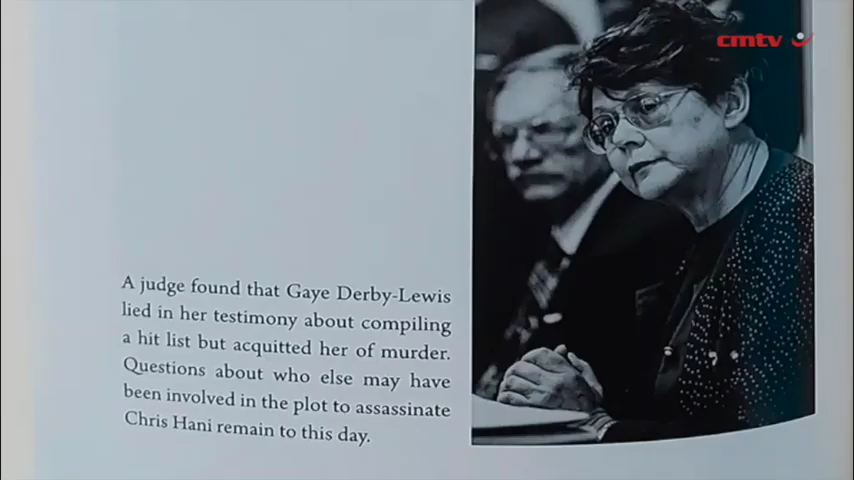 cmtv
A judge found that Gaye Derby-Lewis
lied in her testimony about compiling
a hit list but acquitted her of murder.
Questions about who else may have
been involved in the plot to assassinate
Chris Hani remain to this day.